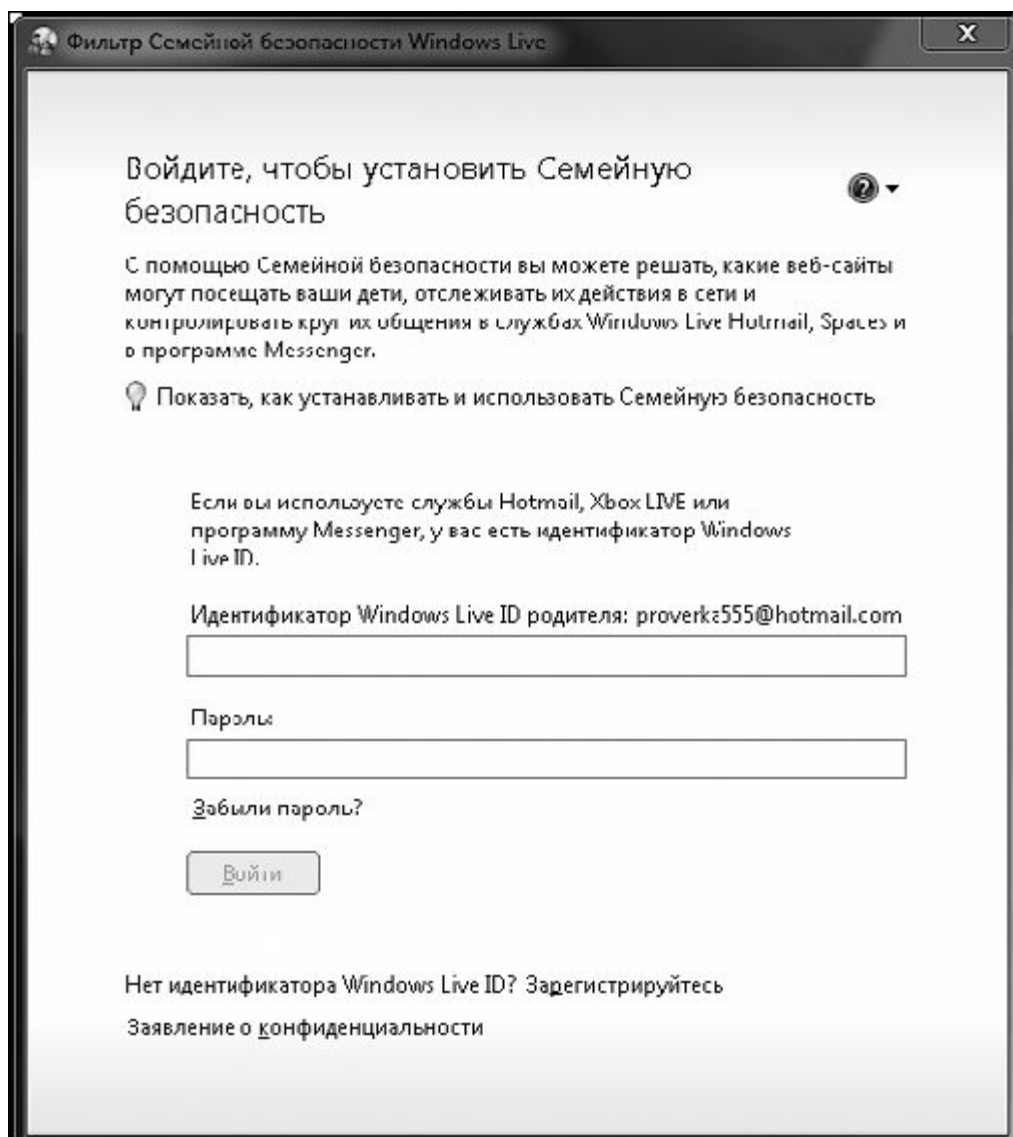 Фильтр Семейной безопасности Windows Live
Войдите, чтобы установить Семейную
безопасность
С помощью Семейной безопасности вы можете решать, какие веб-сайты
могут посещать ваши дети, отслеживать их действия в сети и
контролировать круг их общения в службах Windows Live Hotmail, Spaces и
в программе Messenger.
Показать, как устанавливать и использовать Семейную безопасность
Если вы используете службы Hotmail, Xbox LIVE или
программу Messenger, у вас есть идентификатор Windows
Live ID.
Идентификатор Windows Live ID родителя: proverka555@hotmail.com
Пароль:
Забыли пароль?
Войти
Нет идентификатора Windows Live ID? Зарегистрируйтесь
Заявление о конфиденциальности